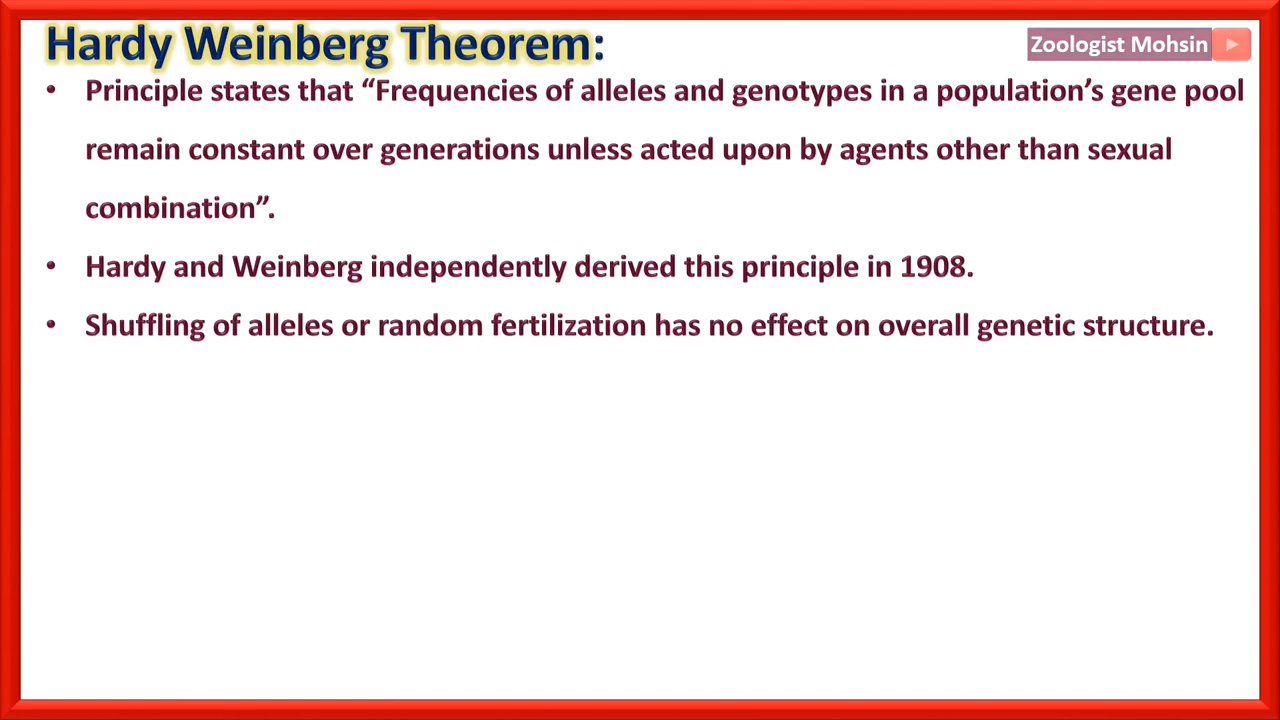 Hardy Weinberg Theorem:
Zoologist Mohsin
• Principle states that “Frequencies of alleles and genotypes in a population’s gene pool
remain constant over generations unless acted upon by agents other than sexual
combination”.
• Hardy and Weinberg independently derived this principle in 1908.
• Shuffling of alleles or random fertilization has no effect on overall genetic structure.